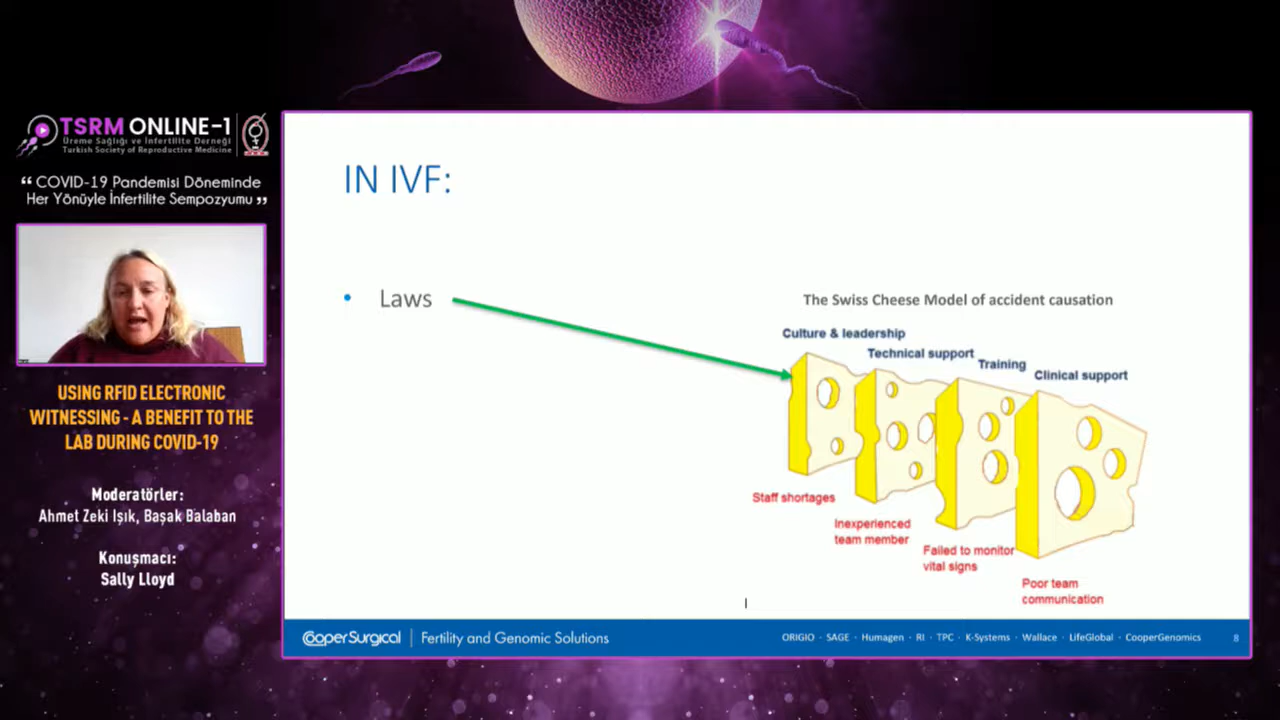 TSRM ONLINE-1
Üreme Sağlığı ve İnfertilite Derneği
Turkish Society of Reproductive Medicine
“ COVID-19 Pandemisi Döneminde
Her Yönüyle İnfertilite Sempozyumu ”
USING RFID ELECTRONIC
WITNESSING - A BENEFIT TO THE
LAB DURING COVID-19
Moderatörler:
Ahmet Zeki Işık, Başak Balaban
Konuşmacı:
Sally Lloyd
IN IVF:
• Laws
The Swiss Cheese Model of accident causation
Culture & leadership
Technical support
Training
Clinical support
Staff shortages
Inexperienced
team member
Failed to monitor
vital signs
Poor team
communication
CooperSurgical | Fertility and Genomic Solutions
ORIGIO · SAGE · Humagen · RI · TPC · K-Systems · Wallace · LifeGlobal · CooperGenomics
8